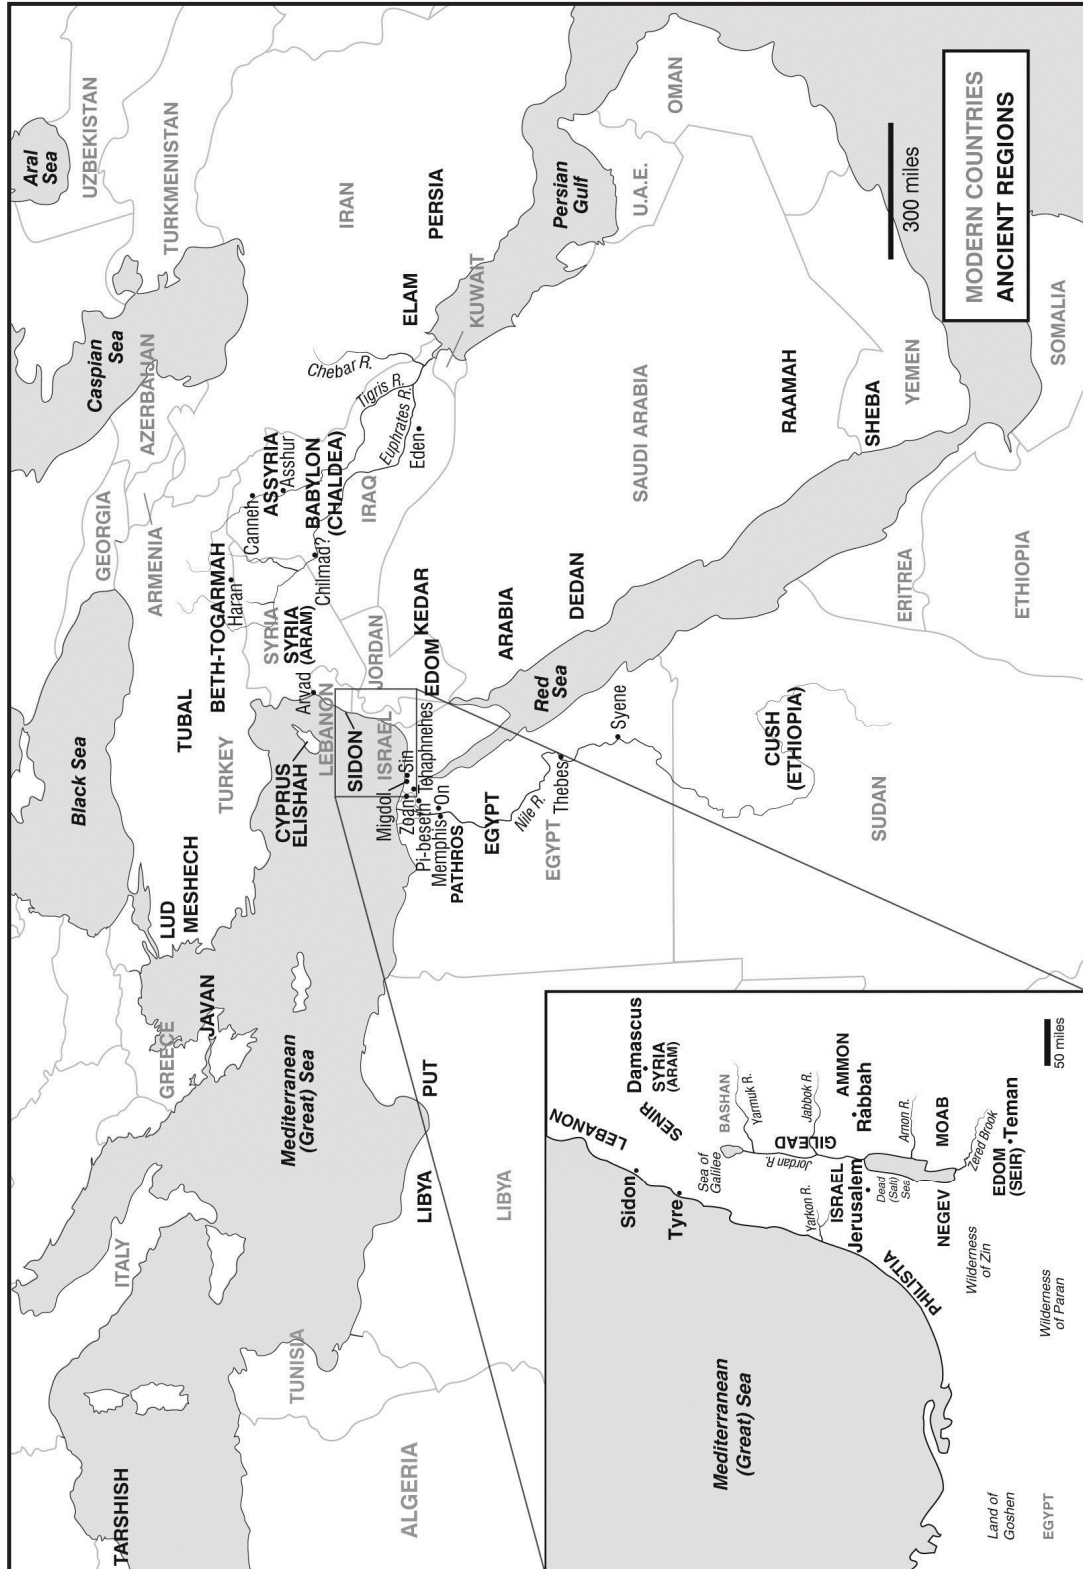 Aral
Sea
UZBEKISTAN
TURKMENISTAN
Caspian
Sea
AZERBAIJAN
GEORGIA
ARMENIA
Black Sea
IRAN
PERSIA
ELAM
KUWAIT
Persian
Gulf
U.A.E.
OMAN
300 miles
MODERN COUNTRIES
ANCIENT REGIONS
SOMALIA
YEMEN
SHEBA
RAAMAH
SAUDI ARABIA
Chebar R.
Tigris R.
Euphrates R.
Eden
Canneh
ASSYRIA
Asshur
BABYLON
(CHALDEA)
IRAQ
Chilmad?
BETH-TOGARMAH
Haran
SYRIA
SYRIA
(ARAM)
TUBAL
TURKEY
Arvad
LEBANON
JORDAN
KEDAR
EDOM
ARABIA
DEDAN
Red
Sea
ERITREA
ETHIOPIA
CYPRUS
ELISHAH
SIDON
ISRAEL
Migdol
Sin
Zoan
Tehaphnehes
Pi-beseth
On
Memphis
PATHROS
EGYPT
EGYPT
Nile R.
Thebes
Syene
CUSH
(ETHIOPIA)
SUDAN
LUD
MESHECH
JAVAN
GREECE
Mediterranean
(Great) Sea
PUT
LIBYA
LIBYA
ITALY
TUNISIA
ALGERIA
TARSHISH
LEBANON
Damascus
SYRIA
(ARAM)
SENIR
Sidon
Tyre
BASHAN
Sea of
Galilee
Yarmuk R.
Jordan R.
GILEAD
Jabbok R.
AMMON
Rabbah
Yarkon R.
ISRAEL
Jerusalem
Dead
(Salt)
Sea
Arnon R.
MOAB
NEGEV
Zered Brook
EDOM
(SEIR)
Teman
PHILISTIA
Wilderness
of Zin
Wilderness
of Paran
Mediterranean
(Great) Sea
Land of
Goshen
EGYPT
50 miles